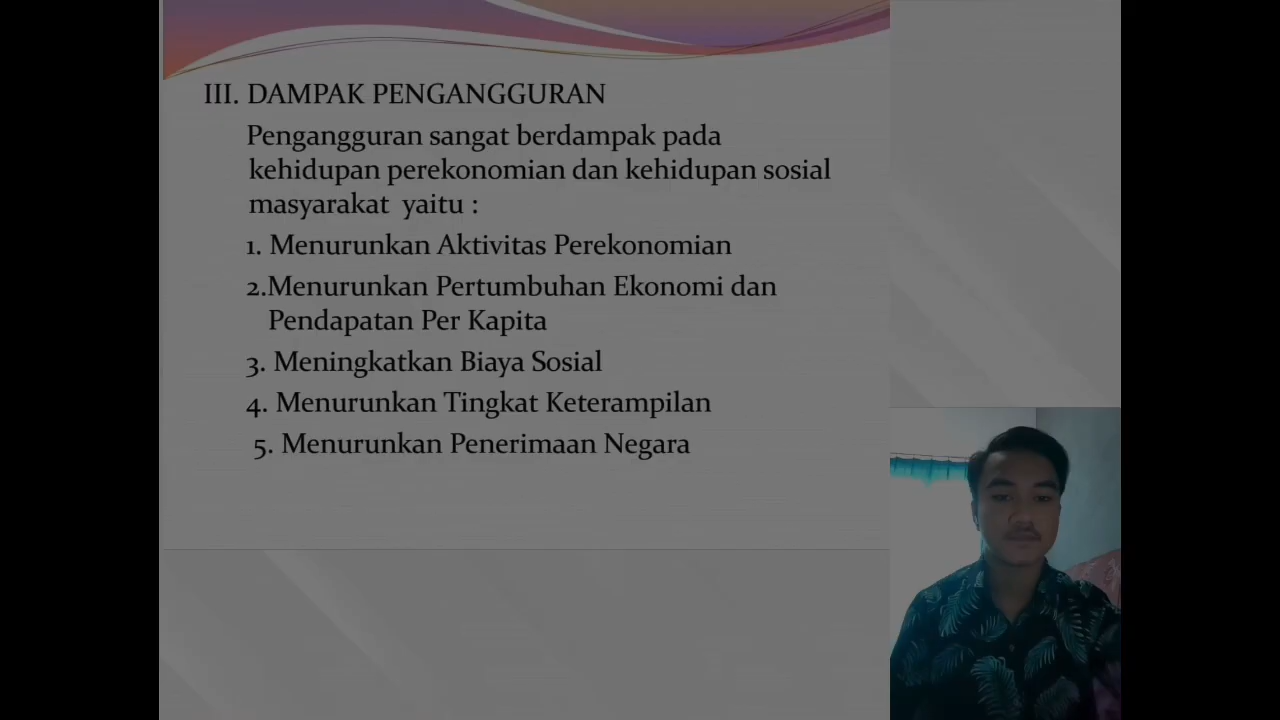 III. DAMPAK PENGANGGURAN
Pengangguran sangat berdampak pada
kehidupan perekonomian dan kehidupan sosial
masyarakat yaitu :
1. Menurunkan Aktivitas Perekonomian
2.Menurunkan Pertumbuhan Ekonomi dan
Pendapatan Per Kapita
3. Meningkatkan Biaya Sosial
4. Menurunkan Tingkat Keterampilan
5. Menurunkan Penerimaan Negara